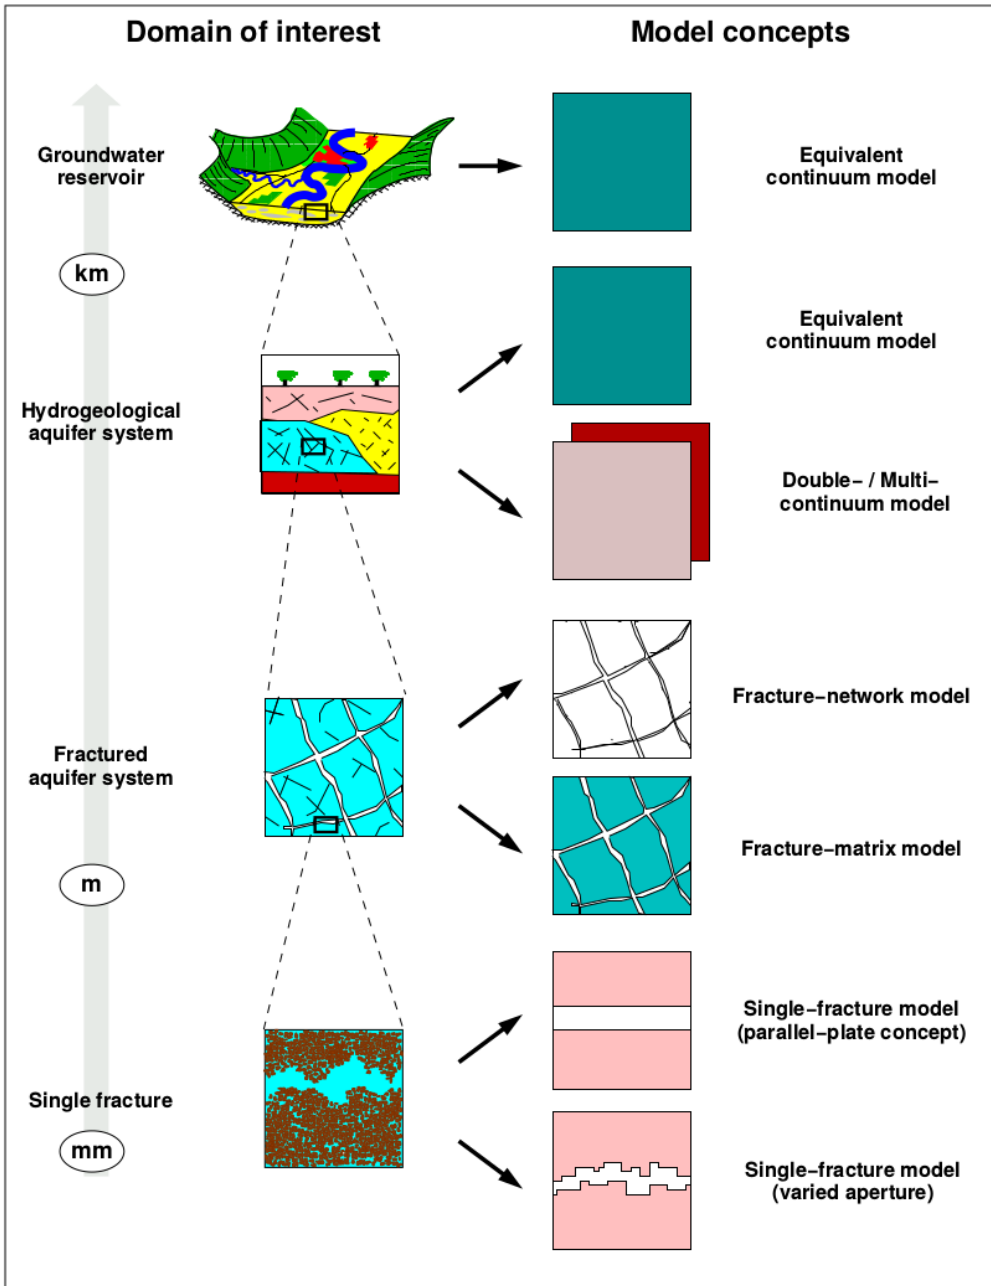 Domain of interest
Model concepts
Groundwater
reservoir
Equivalent
continuum model
km
Equivalent
continuum model
Hydrogeological
aquifer system
Double- / Multi-
continuum model
Fracture-network model
Fractured
aquifer system
Fracture-matrix model
m
Single-fracture model
(parallel-plate concept)
Single fracture
mm
Single-fracture model
(varied aperture)